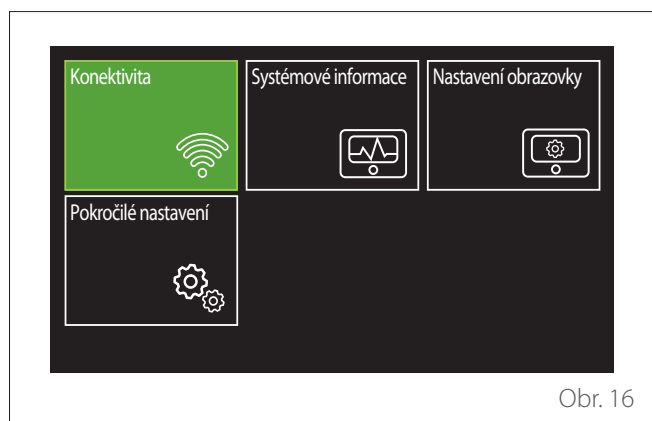 Konektivita
Systémové informace
Nastavení obrazovky
Pokročilé nastavení
Obr. 16